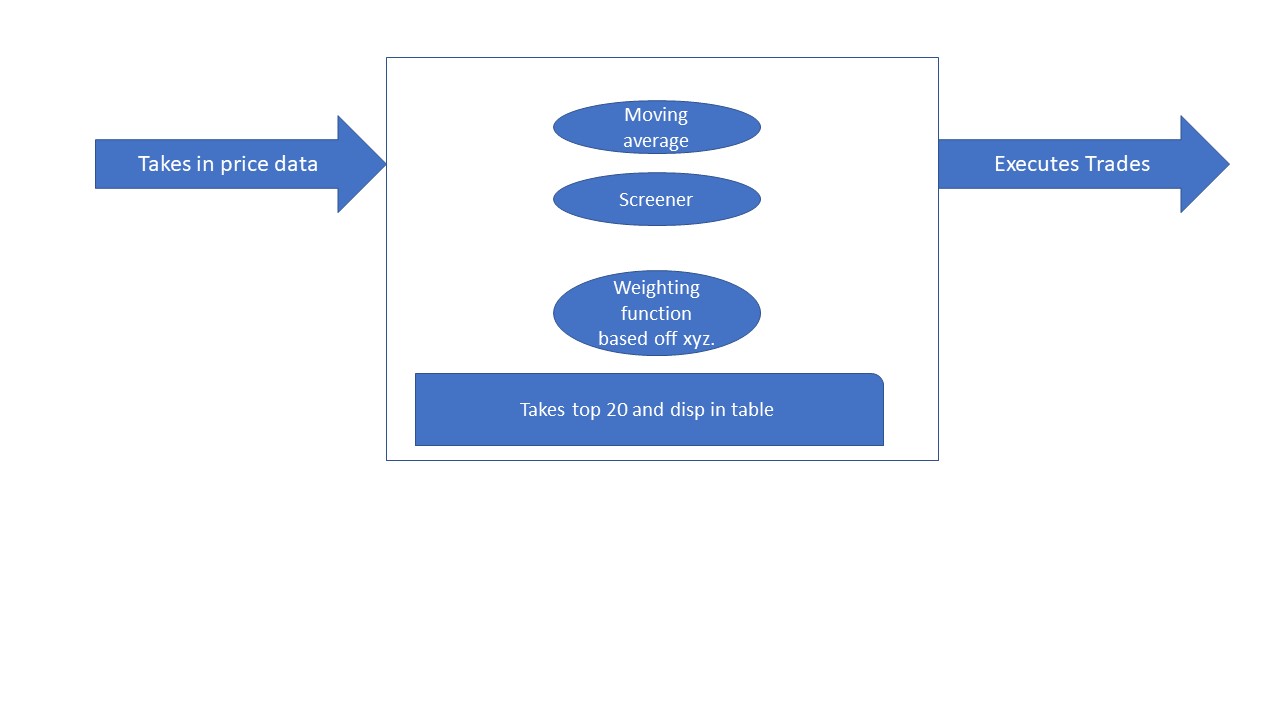 Takes in price data
Moving
average
Screener
Weighting
function
based off xyz.
Takes top 20 and disp in table
Executes Trades